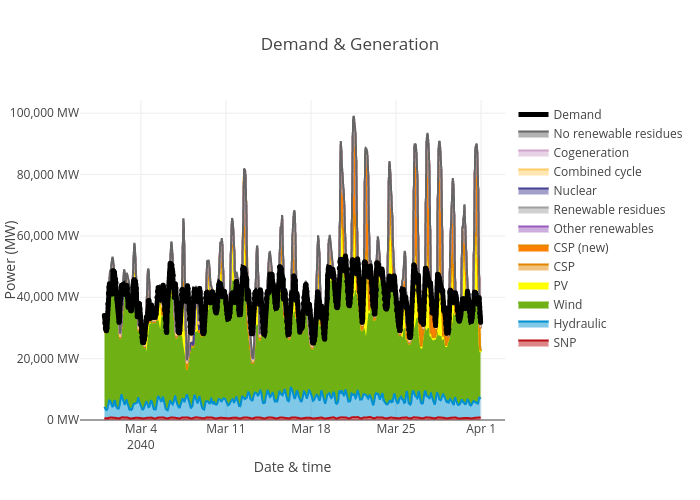 Demand & Generation
100,000 MW
80,000 MW
60,000 MW
40,000 MW
20,000 MW
0 MW
Power (MW)
Mar 4
2040
Mar 11
Mar 18
Mar 25
Apr 1
Date & time
Demand
No renewable residues
Cogeneration
Combined cycle
Nuclear
Renewable residues
Other renewables
CSP (new)
CSP
PV
Wind
Hydraulic
SNP